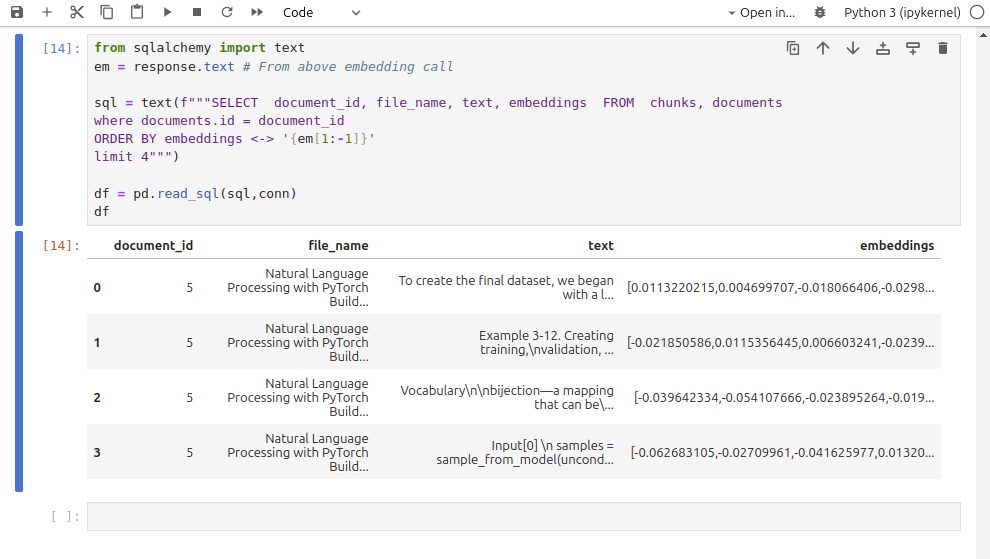 Code Open in... Python 3 (ipykernel)
[14]: from sqlalchemy import text
em = response.text # From above embedding call
sql = text(f"""SELECT  document_id, file_name, text, embeddings  FROM  chunks, documents
where documents.id = document_id
ORDER BY embeddings <-> '{em[1:-1]}'
limit 4""")
df = pd.read_sql(sql,conn)
df
[14]: document_id file_name text embeddings
0 5 Natural Language Processing with PyTorch Build... To create the final dataset, we began with a l... [0.0113220215,0.004699707,-0.018066406,-0.0298...
1 5 Natural Language Processing with PyTorch Build... Example 3-12. Creating training,\nvalidation, ... [-0.021850586,0.0115356445,0.006603241,-0.0239...
2 5 Natural Language Processing with PyTorch Build... Vocabulary\n\nbijection—a mapping that can be\... [-0.039642334,-0.054107666,-0.023895264,-0.019...
3 5 Natural Language Processing with PyTorch Build... Input[0] \n samples = sample_from_model(uncond... [-0.062683105,-0.02709961,-0.041625977,0.01320...
[ ]: